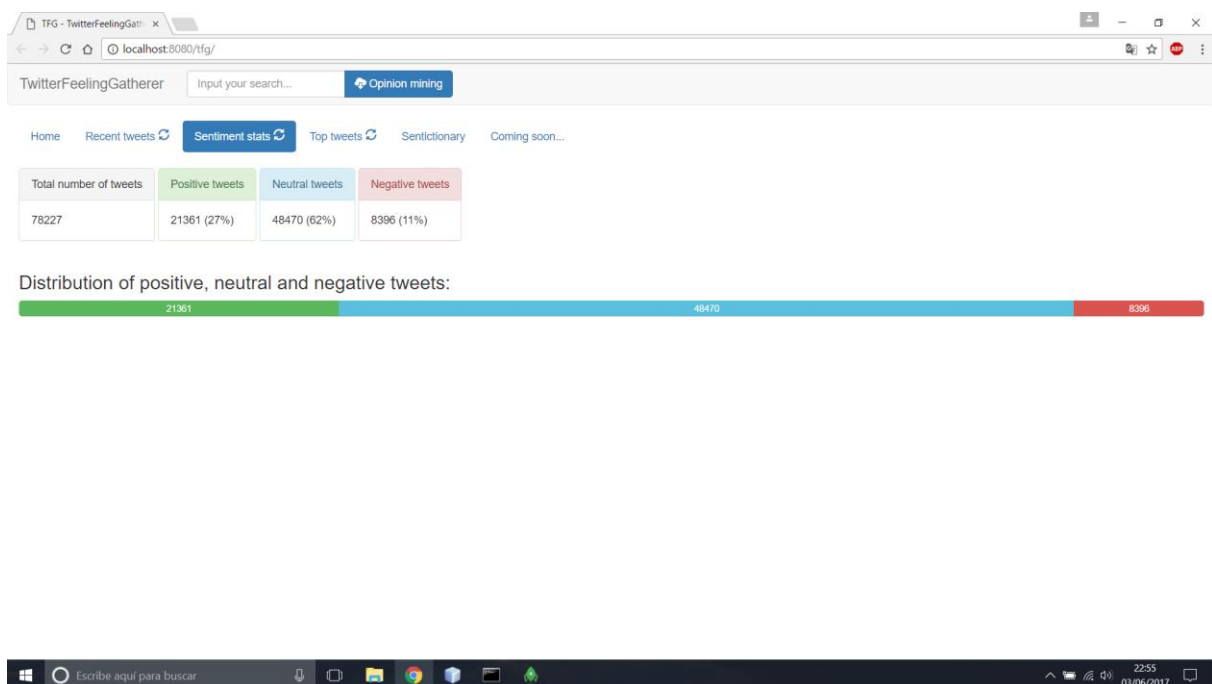 TFG - TwitterFeelingGath
localhost:8080/tfg/
ABP
TwitterFeelingGatherer Input your search... Opinion mining
Home Recent tweets Sentiment stats Top tweets Sentictionary Coming soon...
Total number of tweets Positive tweets Neutral tweets Negative tweets
78227 21361 (27%) 48470 (62%) 8396 (11%)
Distribution of positive, neutral and negative tweets:
21361 48470 8396
Escribe aquí para buscar 22:55
03/06/2017